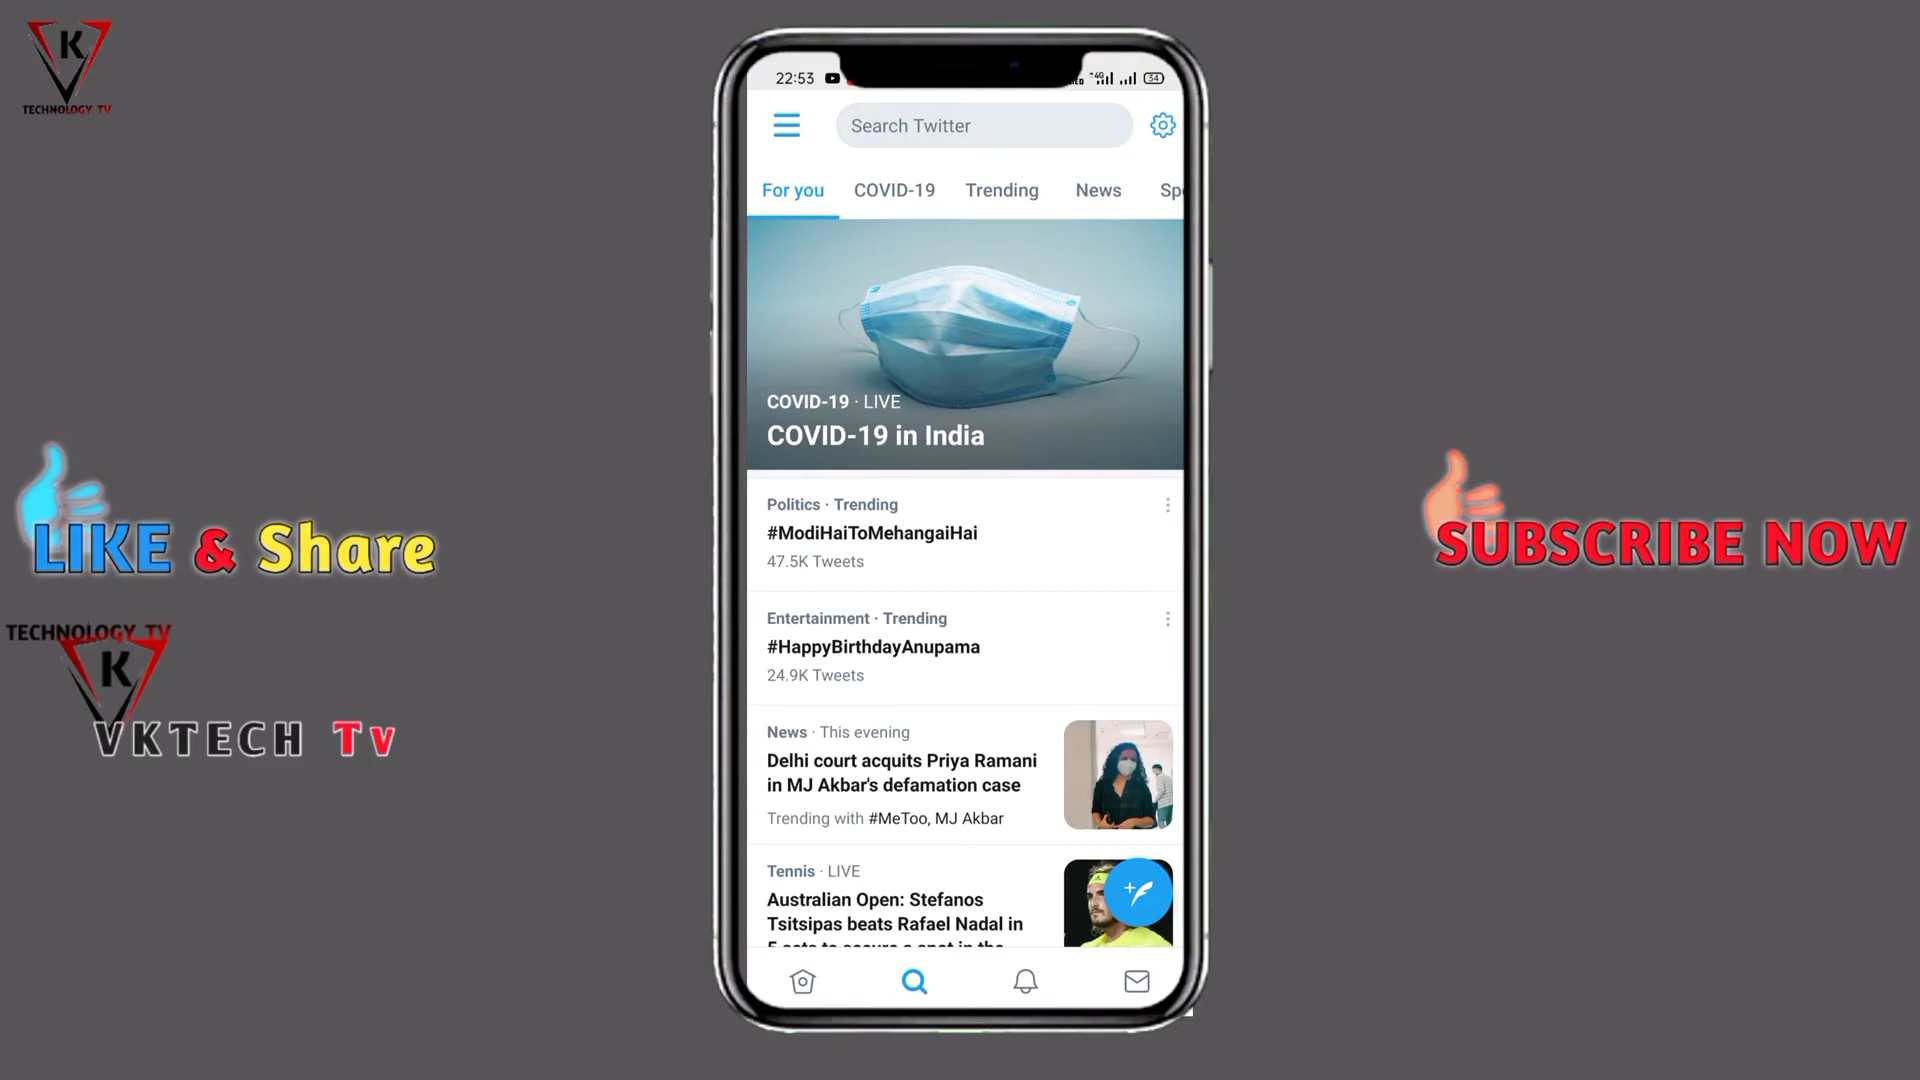 K
TECHNOLOGY TV
22:53
4G
54
Search Twitter
For you
COVID-19
Trending
News
COVID-19 · LIVE
COVID-19 in India
Politics · Trending
#ModiHaiToMehangaiHai
47.5K Tweets
Entertainment · Trending
#HappyBirthdayAnupama
24.9K Tweets
News · This evening
Delhi court acquits Priya Ramani
in MJ Akbar's defamation case
Trending with #MeToo, MJ Akbar
Tennis · LIVE
Australian Open: Stefanos
Tsitsipas beats Rafael Nadal in
LIKE & Share
TECHNOLOGY TV
K
VKTECH Tv
SUBSCRIBE NOW